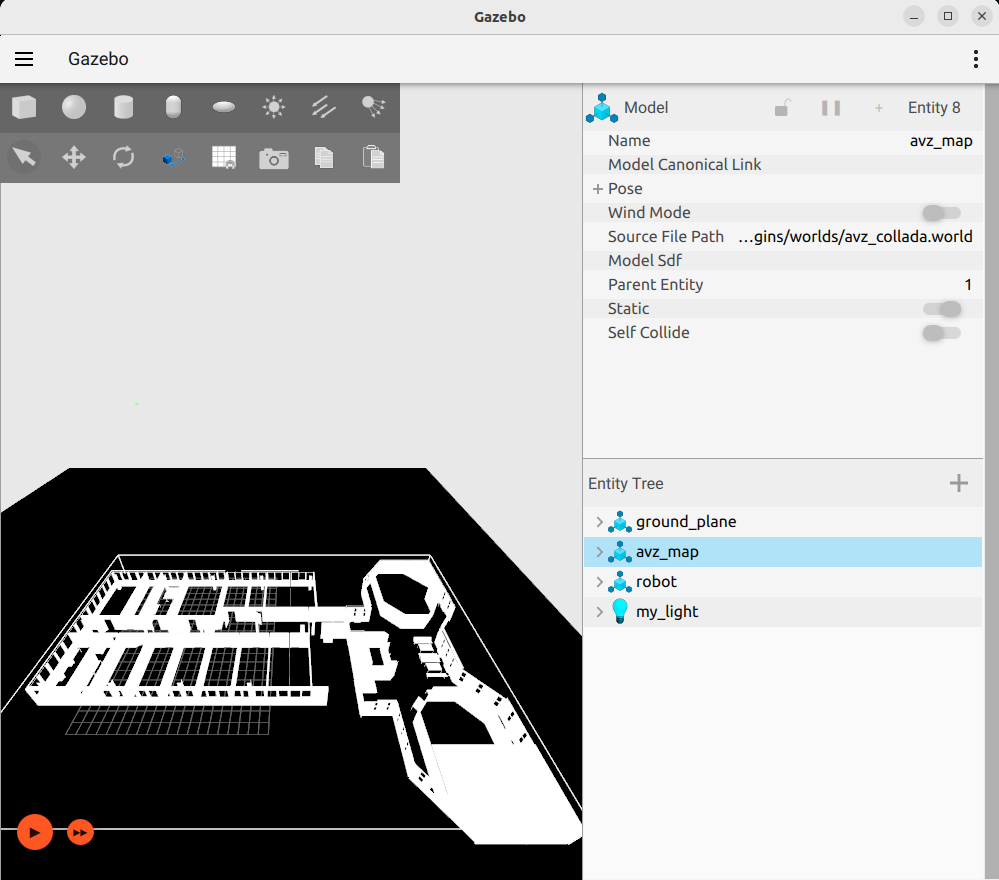 Gazebo
Gazebo
Model
Entity 8
Name avz_map
Model Canonical Link
Pose
Wind Mode
Source File Path ...gins/worlds/avz_collada.world
Model Sdf
Parent Entity 1
Static
Self Collide
Entity Tree
ground_plane
avz_map
robot
my_light